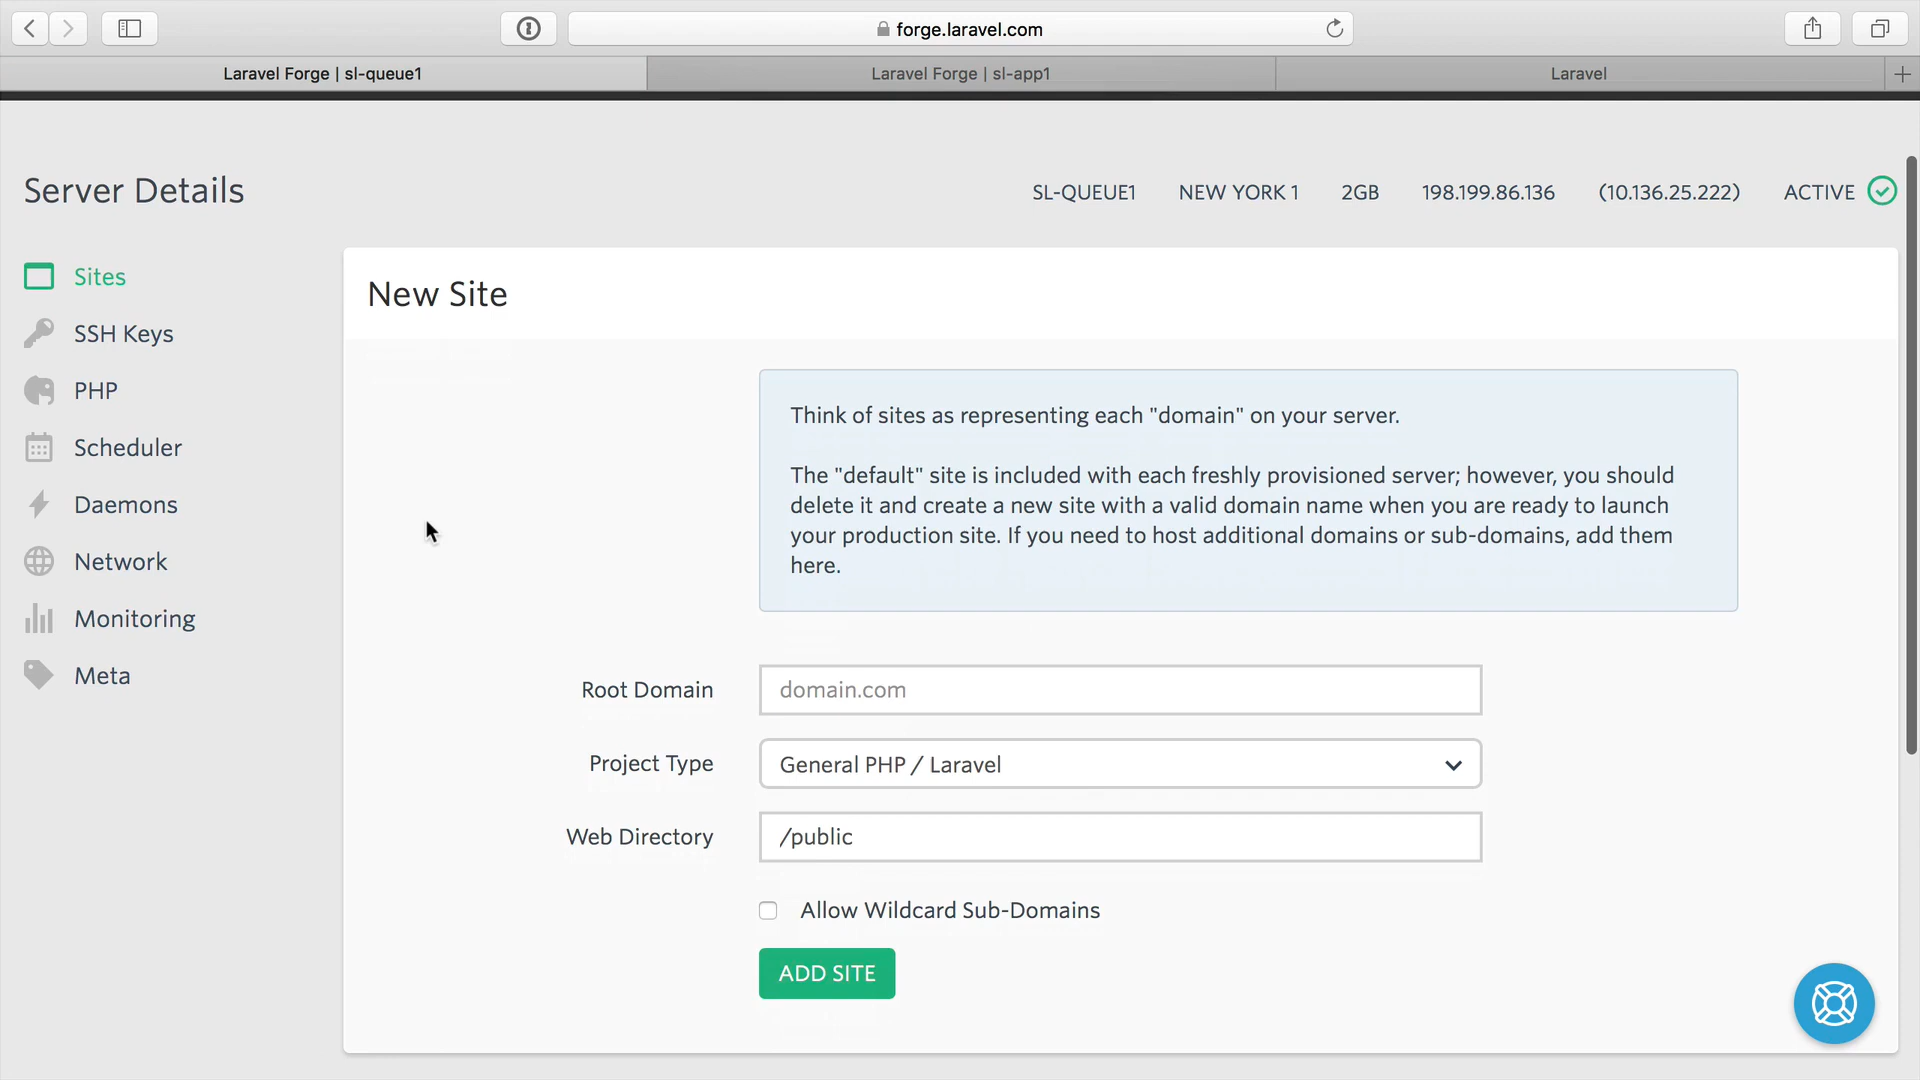 forge.laravel.com
Laravel Forge | sl-queue1
Laravel Forge | sl-app1
Laravel
Server Details
SL-QUEUE1
NEW YORK 1
2GB
198.199.86.136
(10.136.25.222)
ACTIVE
Sites
SSH Keys
PHP
Scheduler
Daemons
Network
Monitoring
Meta
New Site
Think of sites as representing each "domain" on your server.
The "default" site is included with each freshly provisioned server; however, you should
delete it and create a new site with a valid domain name when you are ready to launch
your production site. If you need to host additional domains or sub-domains, add them
here.
Root Domain
domain.com
Project Type
General PHP / Laravel
Web Directory
/public
Allow Wildcard Sub-Domains
ADD SITE